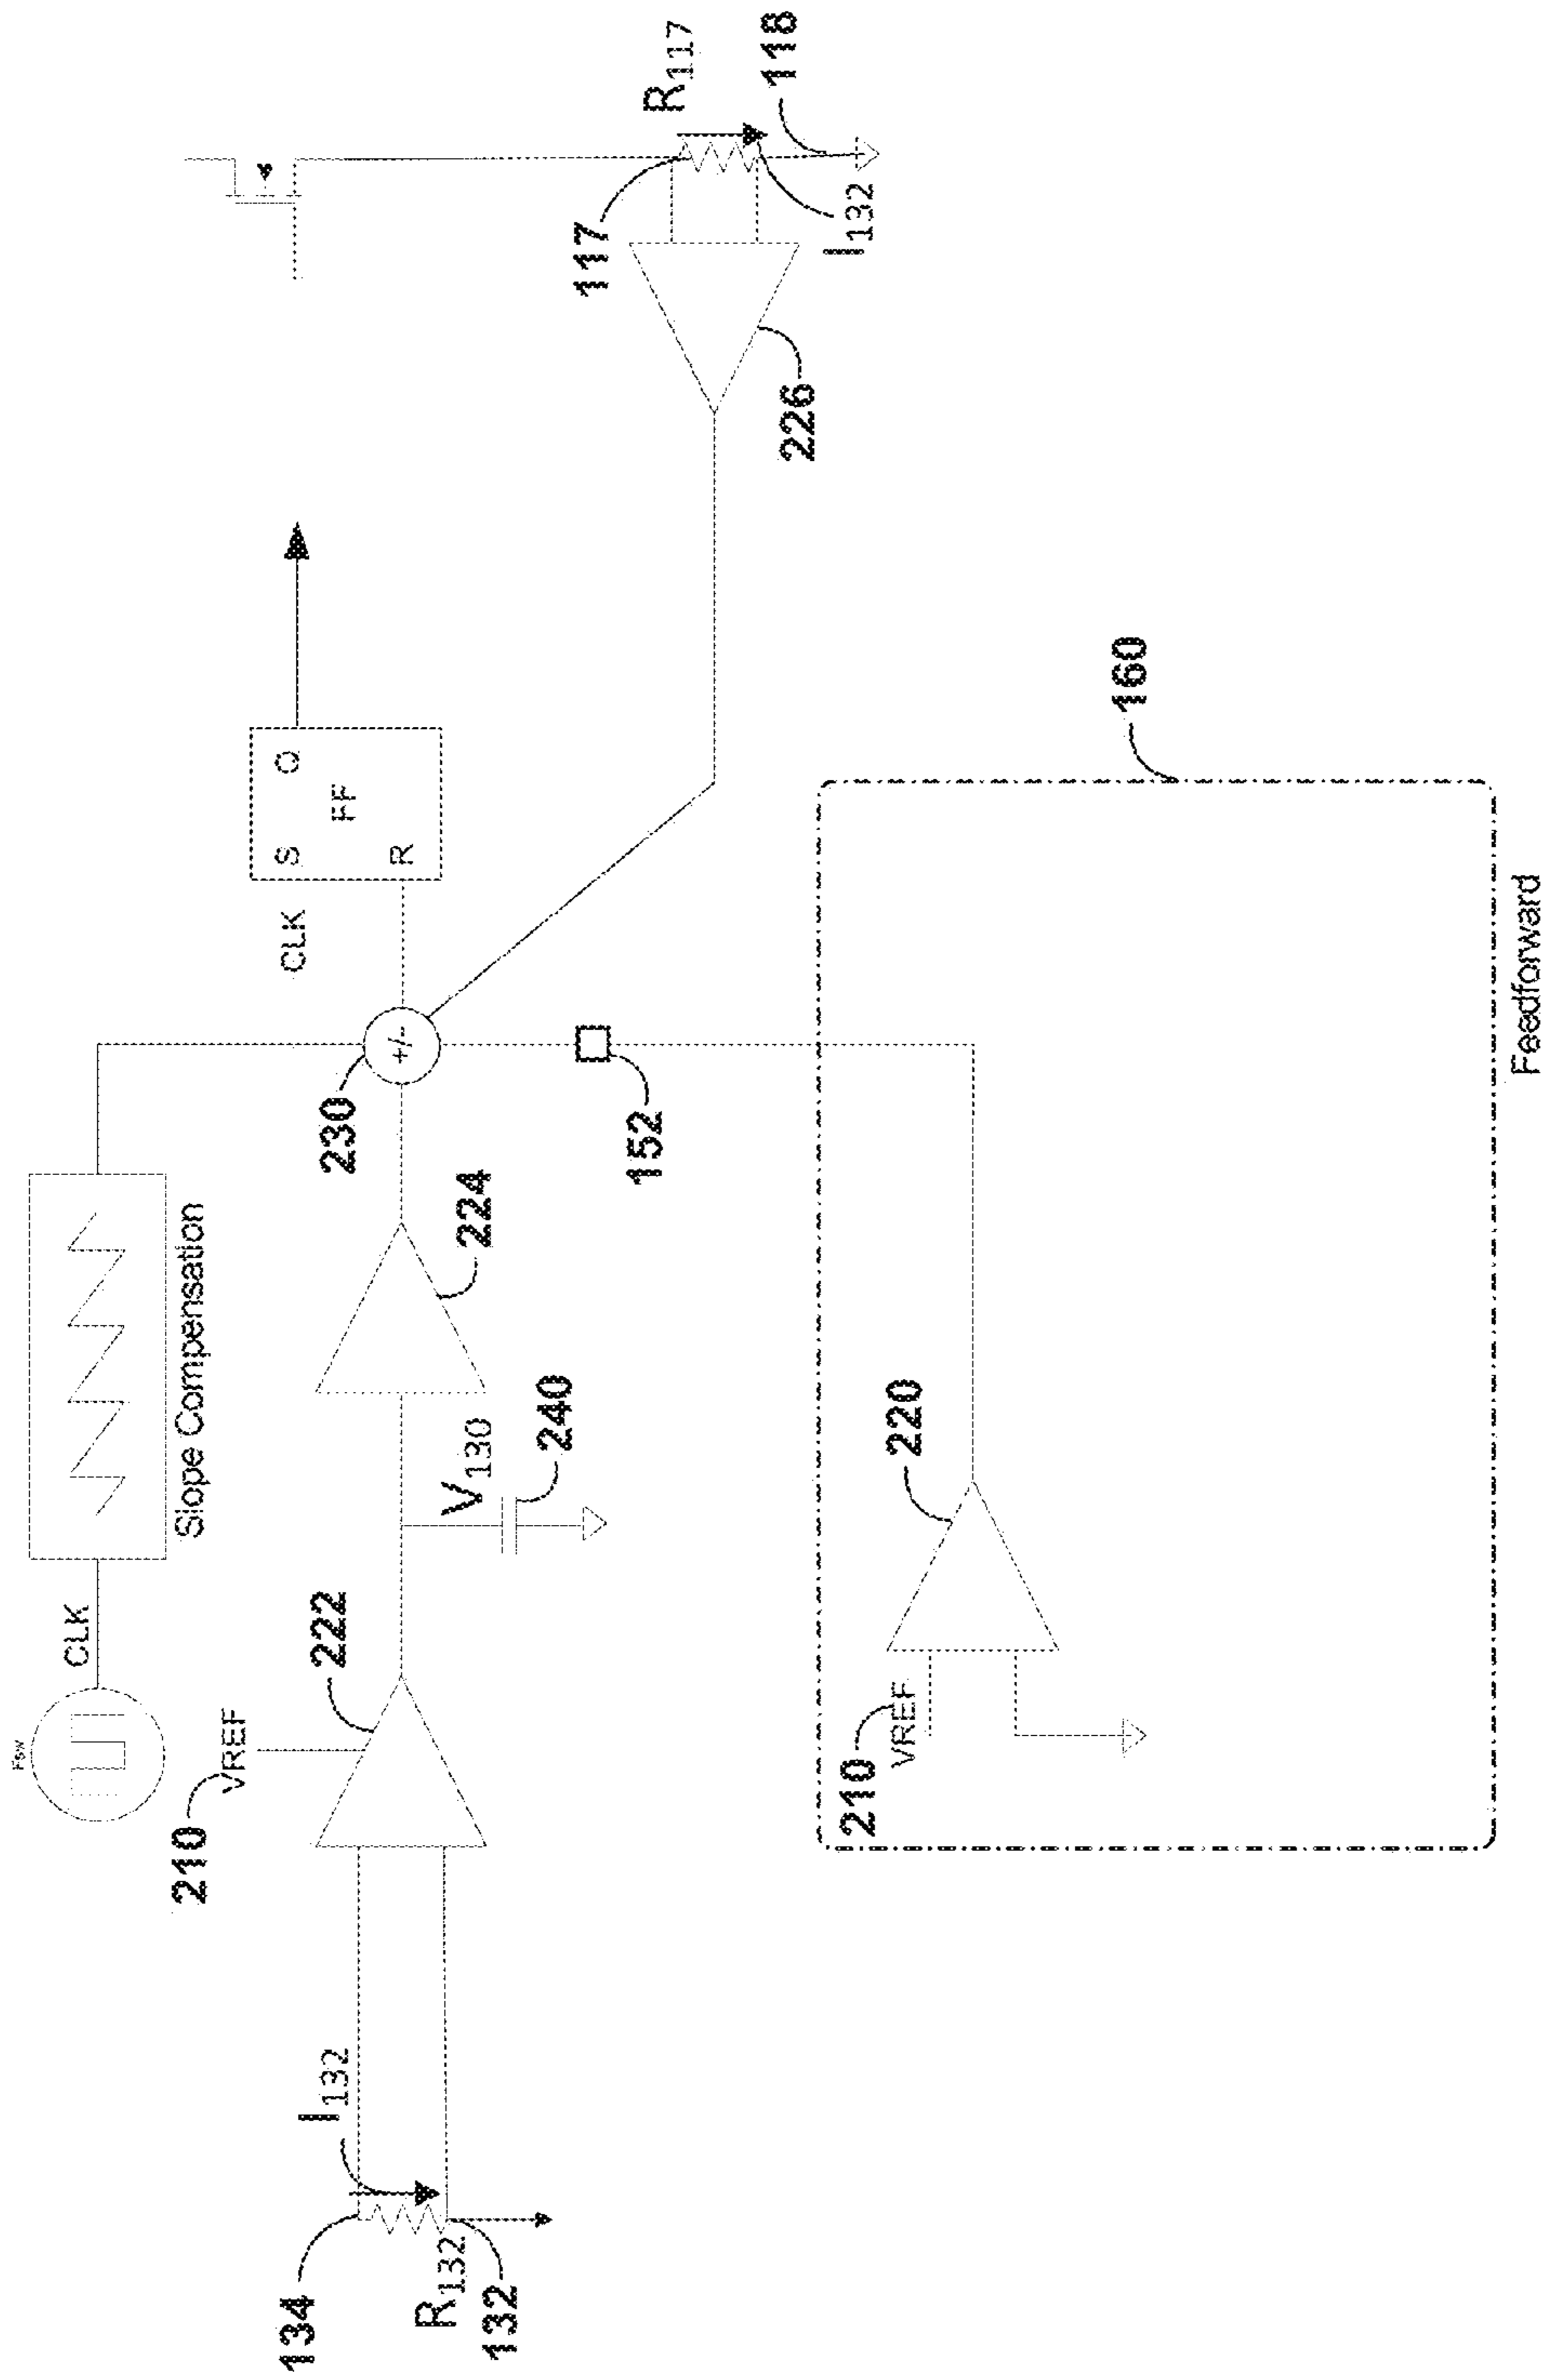 Fsw
CLK
Slope Compensation
210
VREF
222
230
CLK
S
Q
FF
R
+/-
224
V130
240
152
134
I132
R132
132
R117
117
118
I132
226
160
210
VREF
220
Feedforward